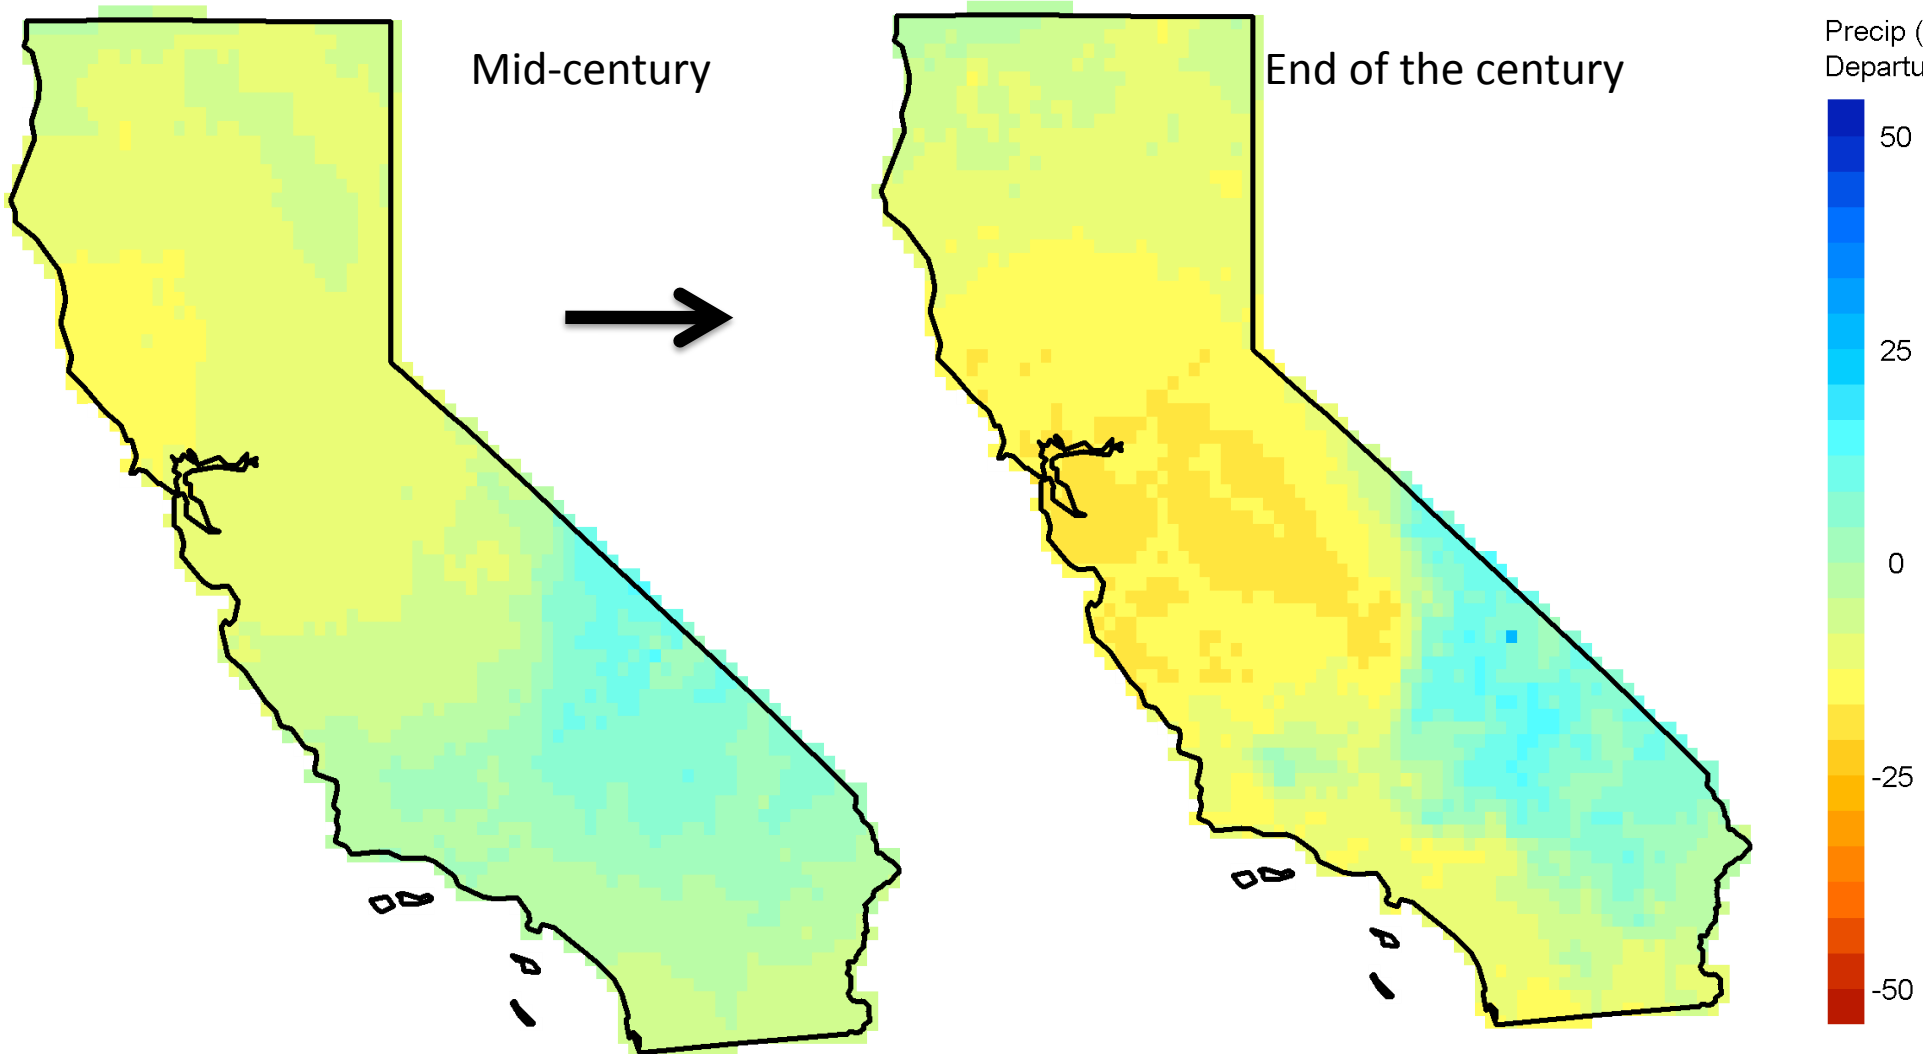 Mid-century
End of the century
Precip (
Departu
50
25
0
-25
-50